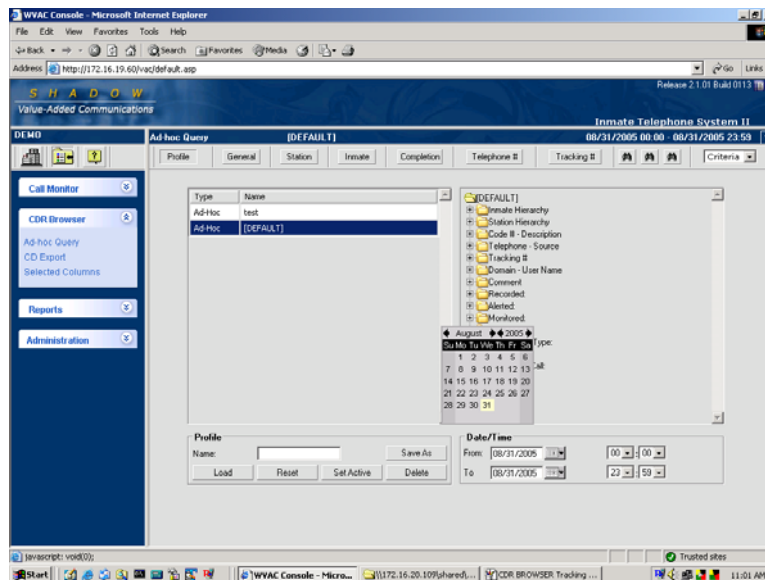 WVAC Console - Microsoft Internet Explorer
File Edit View Favorites Tools Help
Back Search Favorites Media
Address http://172.16.19.60/vac/default.asp Go Links
SHADOW
Value-Added Communications
Release 2.1.01 Build 0113
Inmate Telephone System II
DEMO Ad-hoc Query [DEFAULT] 08/31/2005 00:00 - 08/31/2005 23:59
Profile General Station Inmate Completion Telephone # Tracking # Criteria
Call Monitor
CDR Browser
Ad-hoc Query
CD Export
Selected Columns
Reports
Administration
Type Name
Ad-Hoc test
Ad-Hoc [DEFAULT]
[DEFAULT]
Inmate Hierarchy
Station Hierarchy
Code # - Description
Telephone - Source
Tracking #
Domain - User Name
Comment
Recorded:
Alerted:
Monitored:
Type:
Call:
August 2005
Su Mo Tu We Th Fr Sa
1 2 3 4 5 6
7 8 9 10 11 12 13
14 15 16 17 18 19 20
21 22 23 24 25 26 27
28 29 30 31
Profile
Name: Save As
Load Reset Set Active Delete
Date/Time
From: 08/31/2005 00 : 00
To 08/31/2005 23 : 59
javascript: void(0); Trusted sites
Start WVAC Console - Micro... \\172.16.20.109\shared\... CDR BROWSER Tracking ... 11:01 AM